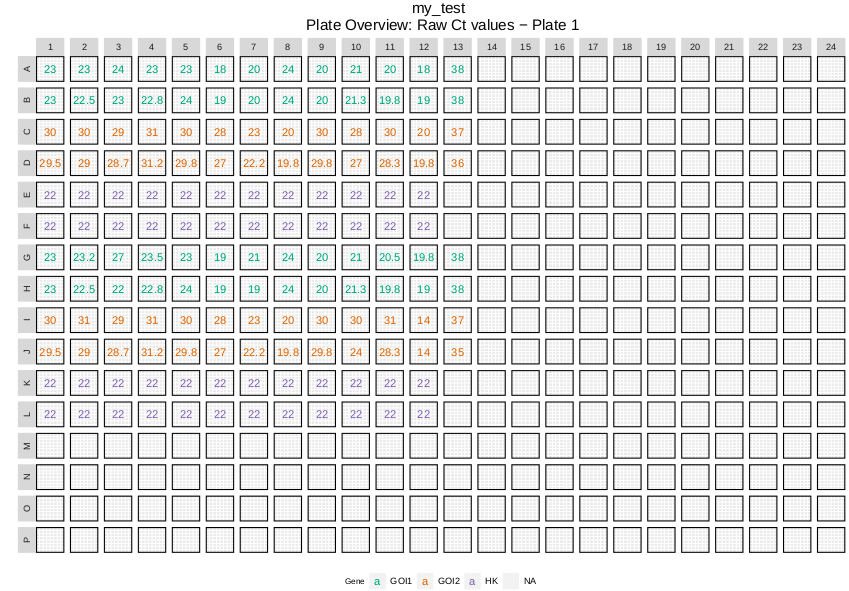 my_test
Plate Overview: Raw Ct values − Plate 1
1 2 3 4 5 6 7 8 9 10 11 12 13 14 15 16 17 18 19 20 21 22 23 24
A 23 23 24 23 23 18 20 24 20 21 20 18 38
B 23 22.5 23 22.8 24 19 20 24 20 21.3 19.8 19 38
C 30 30 29 31 30 28 23 20 30 28 30 20 37
D 29.5 29 28.7 31.2 29.8 27 22.2 19.8 29.8 27 28.3 19.8 36
E 22 22 22 22 22 22 22 22 22 22 22 22
F 22 22 22 22 22 22 22 22 22 22 22 22
G 23 23.2 27 23.5 23 19 21 24 20 21 20.5 19.8 38
H 23 22.5 22 22.8 24 19 19 24 20 21.3 19.8 19 38
I 30 31 29 31 30 28 23 20 30 30 31 14 37
J 29.5 29 28.7 31.2 29.8 27 22.2 19.8 29.8 24 28.3 14 35
K 22 22 22 22 22 22 22 22 22 22 22 22
L 22 22 22 22 22 22 22 22 22 22 22 22
M
N
O
P
Gene a GOI1 a GOI2 a HK NA